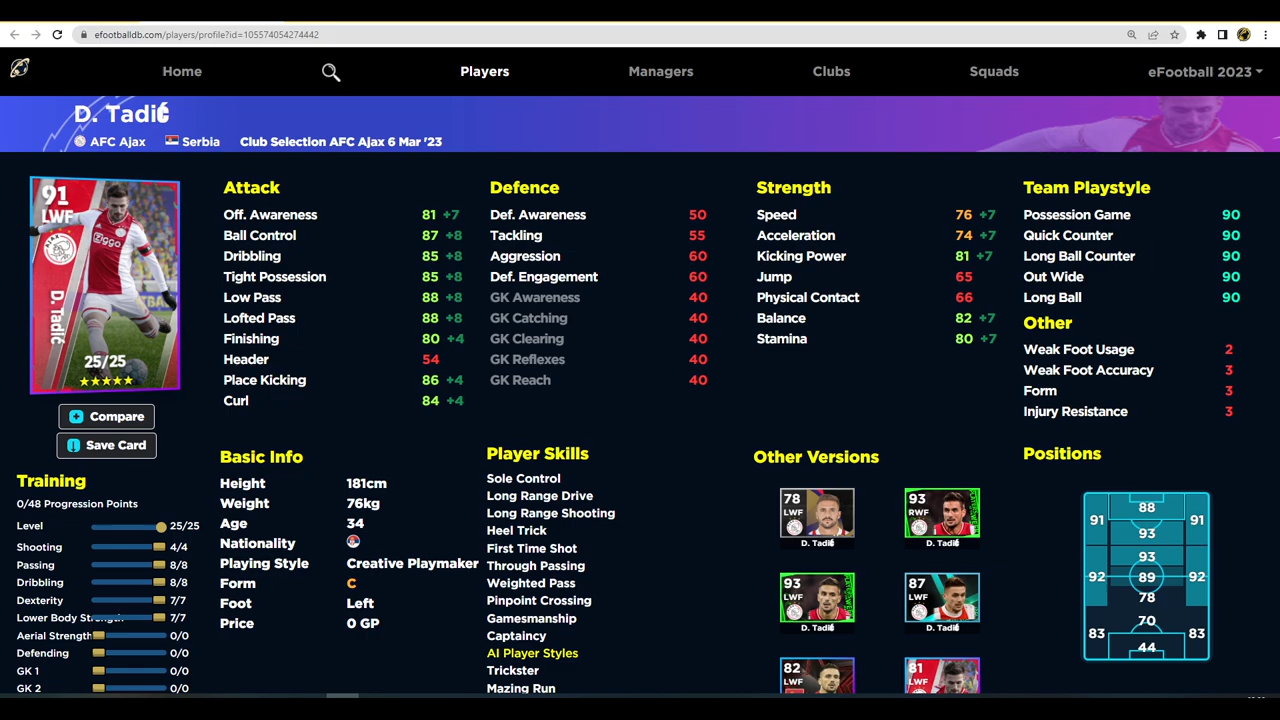 efootballdb.com/players/profile?id=105574054274442
Home
Players
Managers
Clubs
Squads
eFootball 2023
D. Tadić
AFC Ajax
Serbia
Club Selection AFC Ajax 6 Mar '23
91
LWF
Ziggo
D. Tadić
25/25
Compare
Save Card
Training
0/48 Progression Points
Level 25/25
Shooting 4/4
Passing 8/8
Dribbling 8/8
Dexterity 7/7
Lower Body Strength 7/7
Aerial Strength 0/0
Defending 0/0
GK 1 0/0
GK 2 0/0
Attack
Off. Awareness 81 +7
Ball Control 87 +8
Dribbling 85 +8
Tight Possession 85 +8
Low Pass 88 +8
Lofted Pass 88 +8
Finishing 80 +4
Header 54
Place Kicking 86 +4
Curl 84 +4
Defence
Def. Awareness 50
Tackling 55
Aggression 60
Def. Engagement 60
GK Awareness 40
GK Catching 40
GK Clearing 40
GK Reflexes 40
GK Reach 40
Strength
Speed 76 +7
Acceleration 74 +7
Kicking Power 81 +7
Jump 65
Physical Contact 66
Balance 82 +7
Stamina 80 +7
Team Playstyle
Possession Game 90
Quick Counter 90
Long Ball Counter 90
Out Wide 90
Long Ball 90
Other
Weak Foot Usage 2
Weak Foot Accuracy 3
Form 3
Injury Resistance 3
Basic Info
Height 181cm
Weight 76kg
Age 34
Nationality
Playing Style Creative Playmaker
Form C
Foot Left
Price 0 GP
Player Skills
Sole Control
Long Range Drive
Long Range Shooting
Heel Trick
First Time Shot
Through Passing
Weighted Pass
Pinpoint Crossing
Gamesmanship
Captaincy
AI Player Styles
Trickster
Mazing Run
Other Versions
78
LWF
D. Tadić
93
RWF
D. Tadić
93
LWF
D. Tadić
87
LWF
D. Tadić
82
LWF
81
LWF
Positions
88
91 91
93
93
92 89 92
78
70
83 83
44